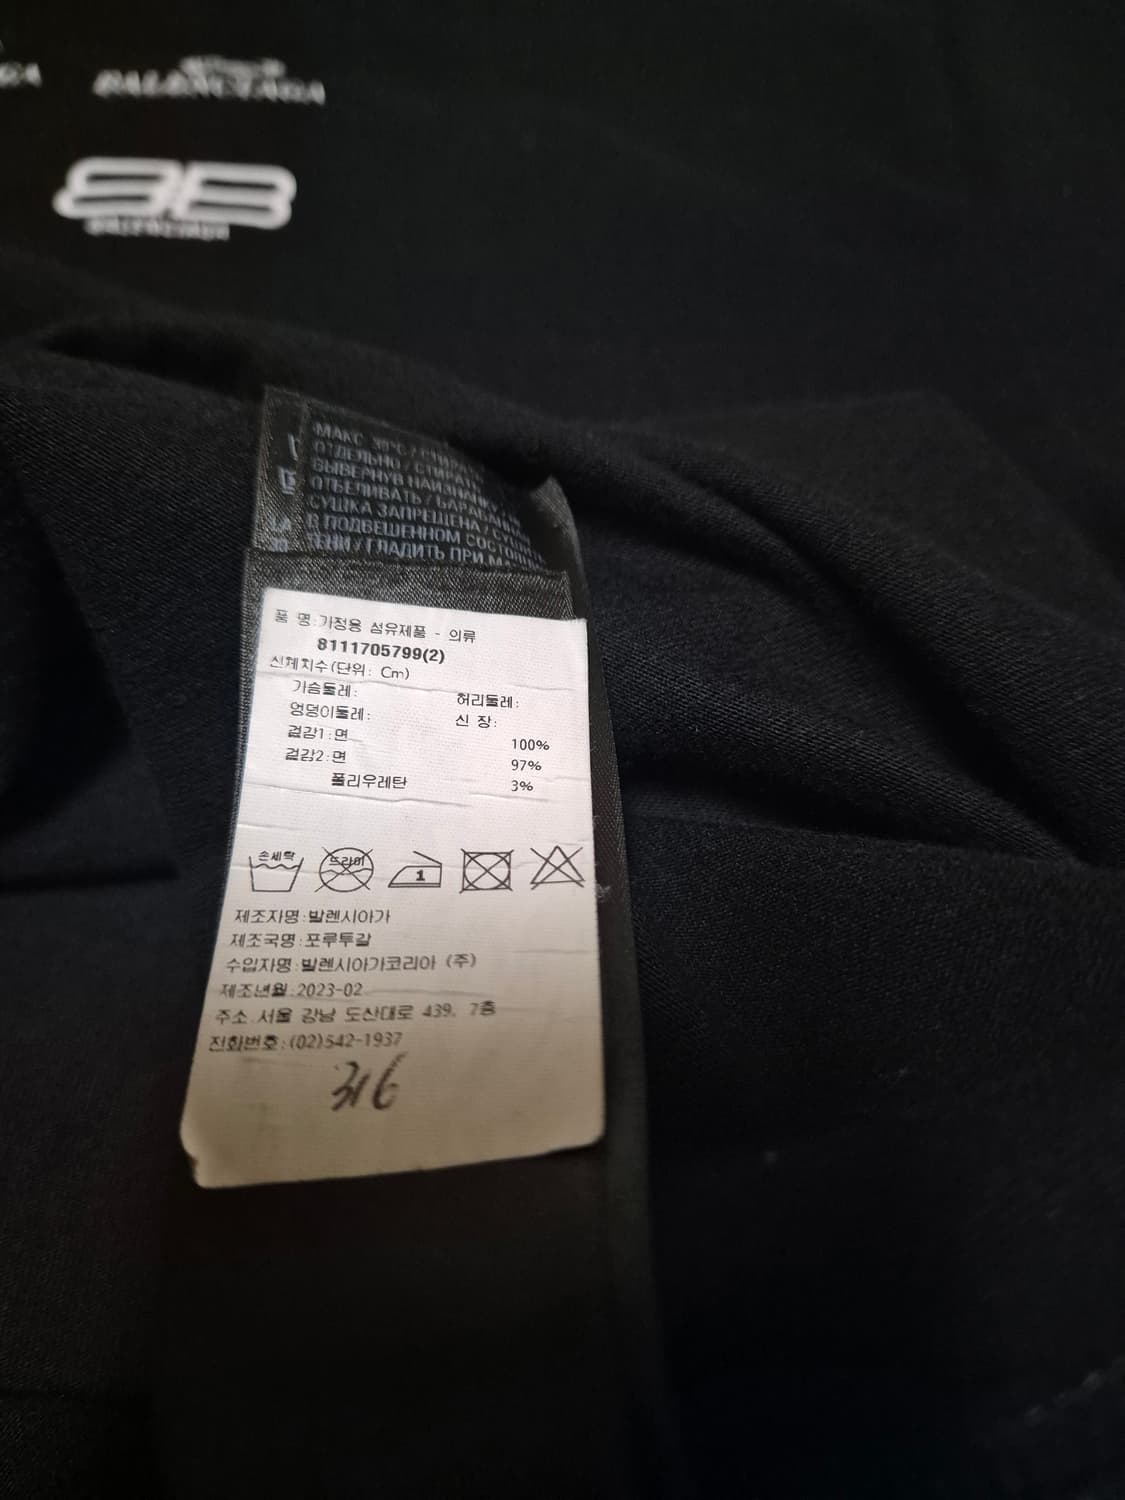 BALENCIAGA
BB
BALENCIAGA
МАКС 30°C /
ОТДЕЛЬНО /
ВЫВЕРНУВ НАИЗНАНКУ
ОТБЕЛИВАТЬ /
СУШКА ЗАПРЕЩЕНА /
В ПОДВЕШЕННОМ
ТЕНИ / ГЛАДИТЬ ПРИ
품 명:가정용 섬유제품 - 의류
8111705799(2)
신체치수(단위: Cm)
가슴둘레: 허리둘레:
엉덩이둘레: 신 장:
겉감1:면 100%
겉감2:면 97%
폴리우레탄 3%
손세탁 드라이 1
제조자명:발렌시아가
제조국명:포루투갈
수입자명:발렌시아가코리아 (주)
제조년월:2023-02
주소 서울 강남 도산대로 439, 7층
전화번호:(02)542-1937
316